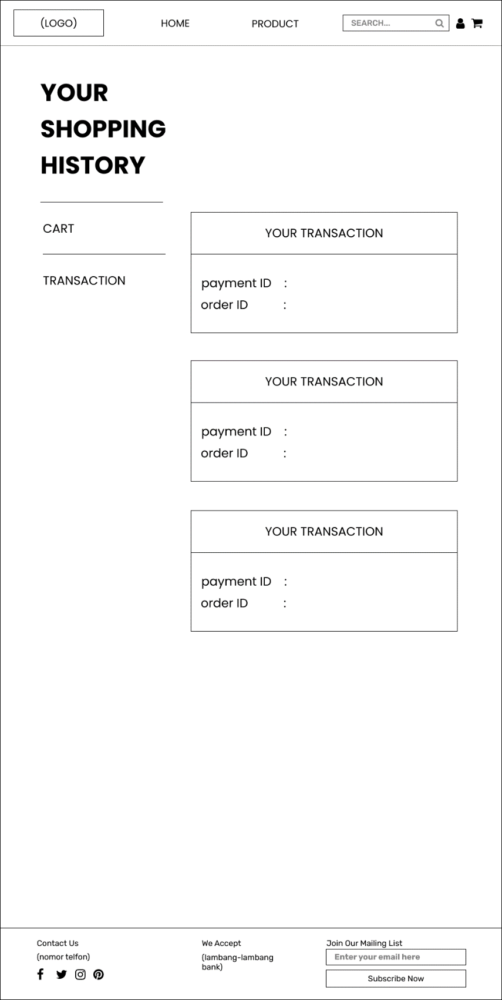 (LOGO)
HOME
PRODUCT
SEARCH...
YOUR
SHOPPING
HISTORY
CART
TRANSACTION
YOUR TRANSACTION
payment ID :
order ID :
YOUR TRANSACTION
payment ID :
order ID :
YOUR TRANSACTION
payment ID :
order ID :
Contact Us
(nomor telfon)
We Accept
(lambang-lambang
bank)
Join Our Mailing List
Enter your email here
Subscribe Now